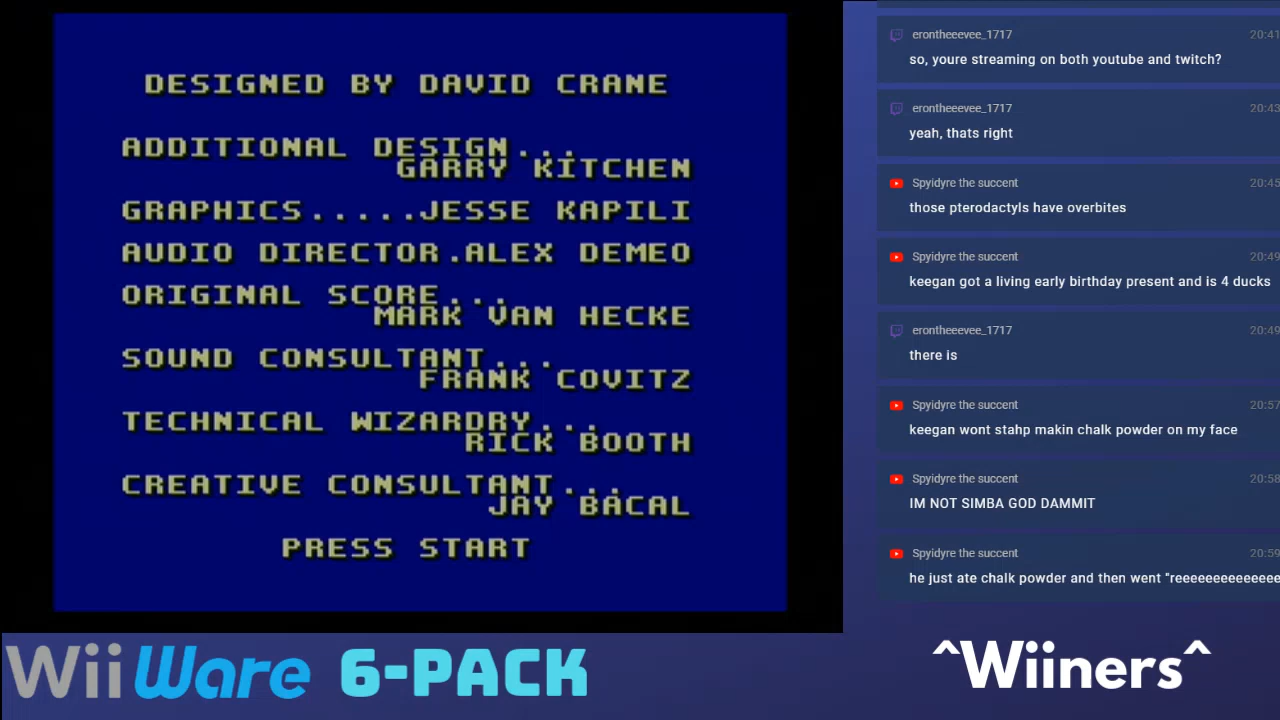 DESIGNED BY DAVID CRANE
ADDITIONAL DESIGN...
GARRY KITCHEN
GRAPHICS.....JESSE KAPILI
AUDIO DIRECTOR.ALEX DEMEO
ORIGINAL SCORE...
MARK VAN HECKE
SOUND CONSULTANT...
FRANK COVITZ
TECHNICAL WIZARDRY...
RICK BOOTH
CREATIVE CONSULTANT...
JAY BACAL
PRESS START
erontheeevee_1717 20:41
so, youre streaming on both youtube and twitch?
erontheeevee_1717 20:43
yeah, thats right
Spyidyre the succent 20:45
those pterodactyls have overbites
Spyidyre the succent 20:49
keegan got a living early birthday present and is 4 ducks
erontheeevee_1717 20:49
there is
Spyidyre the succent 20:57
keegan wont stahp makin chalk powder on my face
Spyidyre the succent 20:58
IM NOT SIMBA GOD DAMMIT
Spyidyre the succent 20:59
he just ate chalk powder and then went "reeeeeeeeeeeee
WiiWare 6-PACK
^Wiiners^